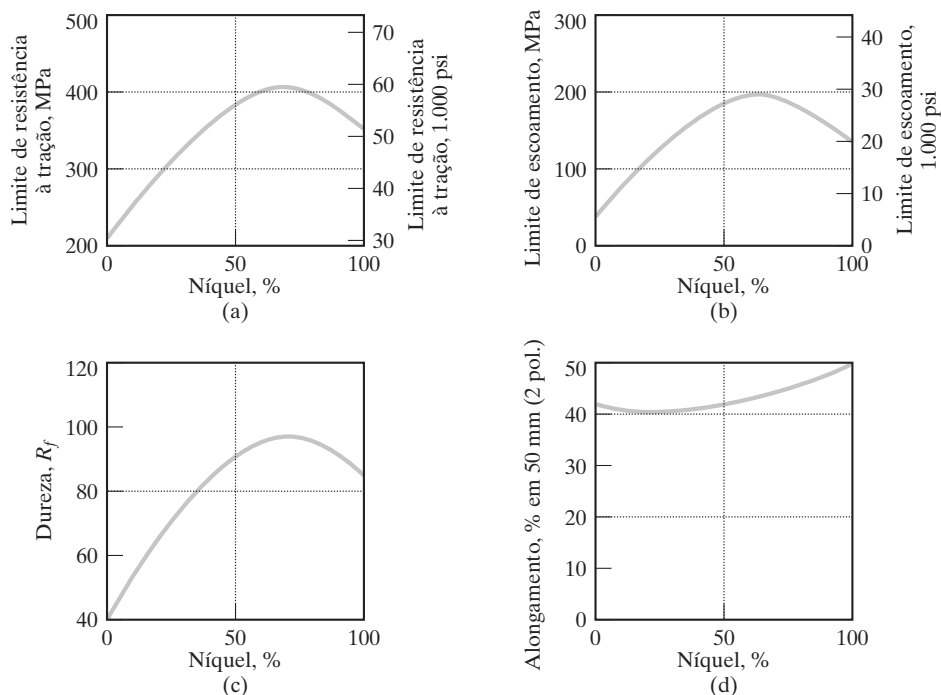 500
400
300
200
Limite de resistência
à tração, MPa
70
60
50
40
30
Limite de resistência
à tração, 1.000 psi
0
50
100
Níquel, %
(a)
300
200
100
0
Limite de escoamento, MPa
40
30
20
10
0
Limite de escoamento,
1.000 psi
0
50
100
Níquel, %
(b)
120
100
80
60
40
Dureza, Rf
0
50
100
Níquel, %
(c)
50
40
30
20
10
0
Alongamento, % em 50 mm (2 pol.)
0
50
100
Níquel, %
(d)